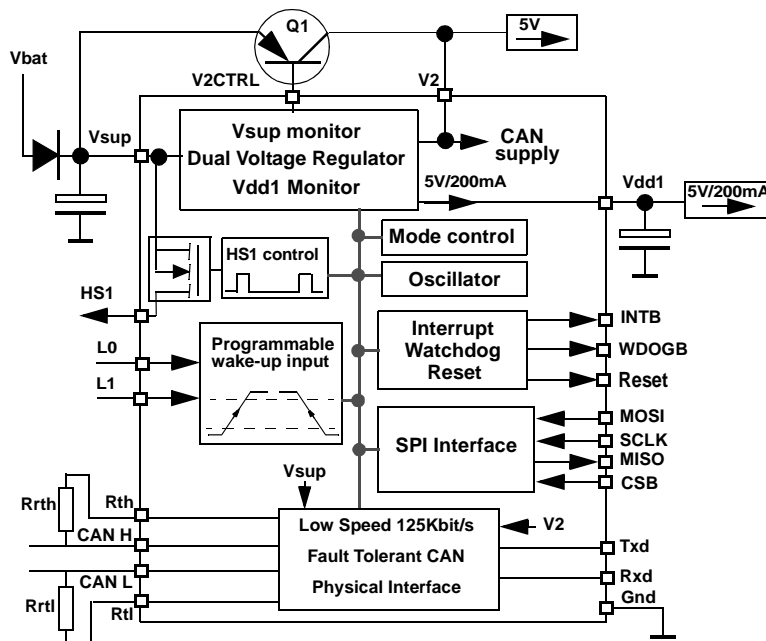 Q1
5V
Vbat
V2CTRL
V2
Vsup
Vsup monitor
Dual Voltage Regulator
Vdd1 Monitor
CAN
supply
5V/200mA
Vdd1
5V/200mA
Mode control
HS1 control
Oscillator
HS1
Programmable
wake-up input
L0
L1
Interrupt
Watchdog
Reset
INTB
WDOGB
Reset
SPI Interface
MOSI
SCLK
MISO
CSB
Vsup
Rrth
Rth
CAN H
CAN L
Rrtl
Rtl
Low Speed 125Kbit/s
Fault Tolerant CAN
Physical Interface
V2
Txd
Rxd
Gnd